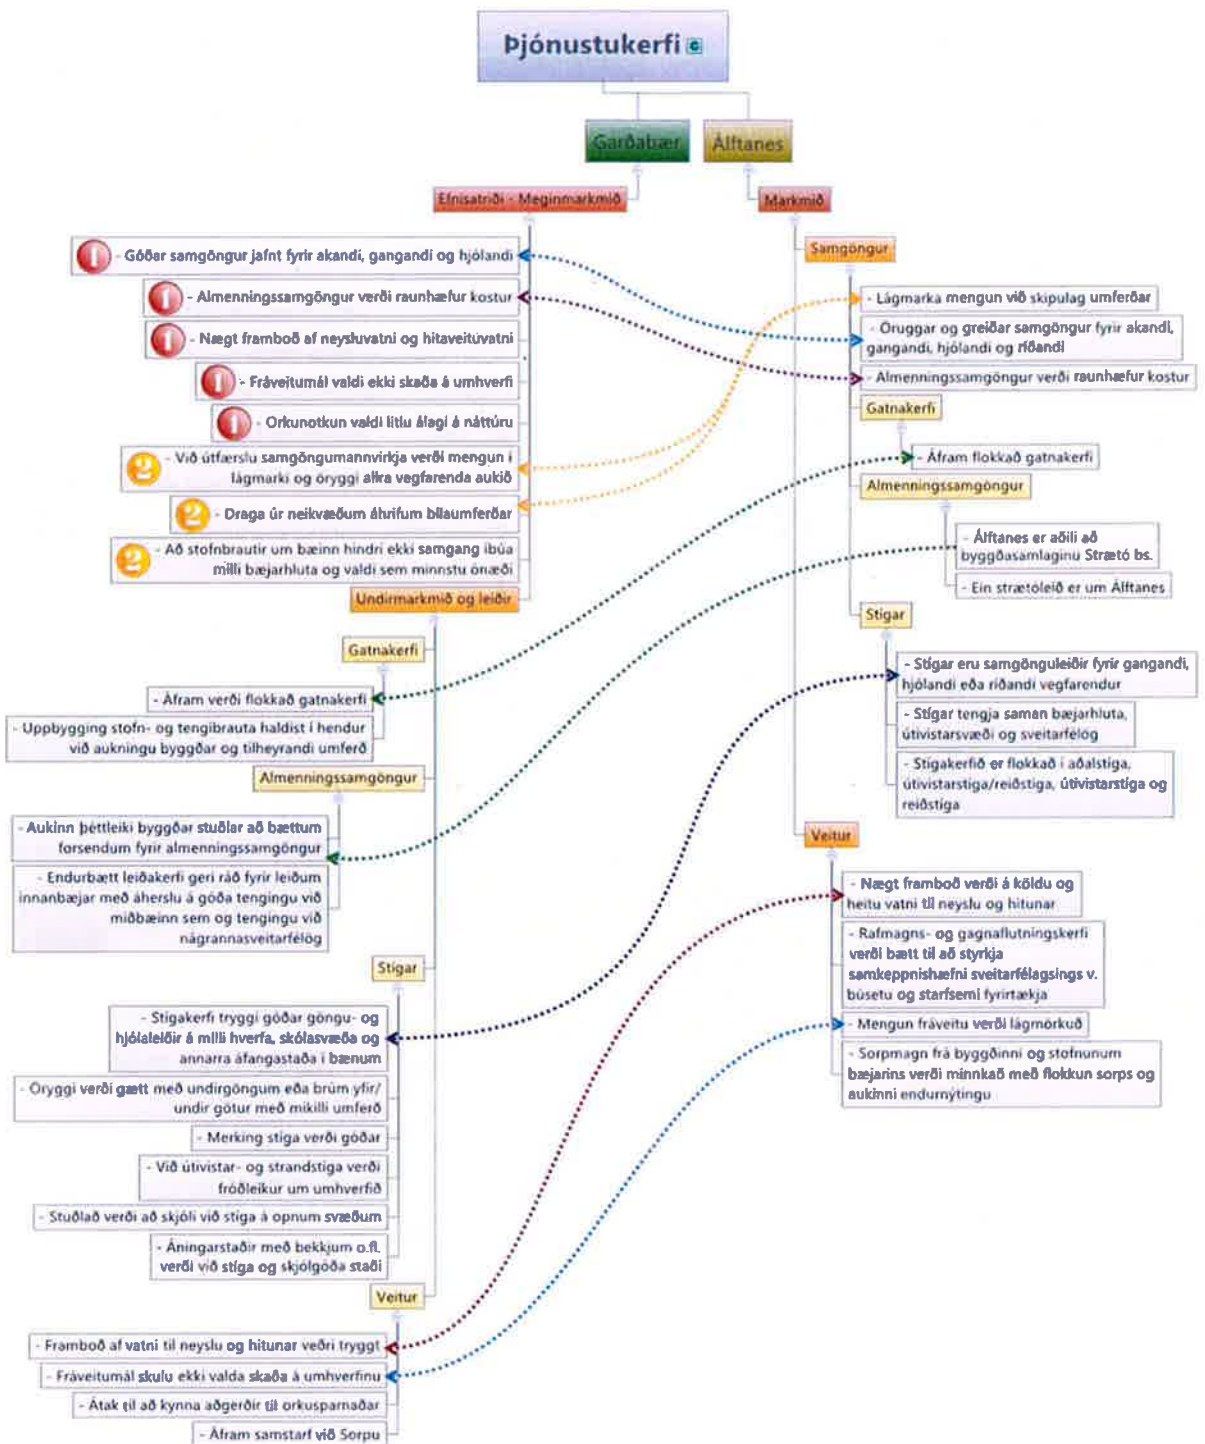 Þjónustukerfi
Garðabær
Álftanes
Efnisatriði - Meginmarkmið
1 - Góðar samgöngur jafnt fyrir akandi, gangandi og hjólandi
1 - Almenningssamgöngur verði raunhæfur kostur
1 - Nægt framboð af neysluvatni og hitaveituvatni
1 - Fráveitumál valdi ekki skaða á umhverfi
1 - Orkunotkun valdi litlu álagi á náttúru
2 - Við útfærslu samgöngumannvirkja verði mengun í
lágmarki og öryggi allra vegfarenda aukið
2 - Draga úr neikvæðum áhrifum bílaumferðar
2 - Að stofnbrautir um bæinn hindri ekki samgang íbúa
milli bæjarhluta og valdi sem minnstu ónæði
Undirmarkmið og leiðir
Gatnakerfi
- Áfram verði flokkað gatnakerfi
- Uppbygging stofn- og tengibrauta haldist í hendur
við aukningu byggðar og tilheyrandi umferð
Almenningssamgöngur
- Aukinn þéttleiki byggðar stuðlar að bættum
forsendum fyrir almenningssamgöngur
- Endurbætt leiðakerfi geri ráð fyrir leiðum
innanbæjar með áherslu á góða tengingu við
miðbæinn sem og tengingu við
nágrannasveitarfélög
Stígar
- Stígakerfi tryggi góðar göngu- og
hjólaleiðir á milli hverfa, skólasvæða og
annarra áfangastaða í bænum
- Öryggi verði gætt með undirgöngum eða brúm yfir/
undir götur með mikilli umferð
- Merking stíga verði góðar
- Við útivistar- og strandstíga verði
fróðleikur um umhverfið
- Stuðlað verði að skjóli við stíga á opnum svæðum
- Áningarstaðir með bekkjum o.fl.
verði við stíga og skjólgóða staði
Veitur
- Framboð af vatni til neyslu og hitunar veðri tryggt
- Fráveitumál skulu ekki valda skaða á umhverfinu
- Átak til að kynna aðgerðir til orkusparnaðar
- Áfram samstarf við Sorpu
Markmið
Samgöngur
- Lágmarka mengun við skipulag umferðar
- Öruggar og greiðar samgöngur fyrir akandi,
gangandi, hjólandi og ríðandi
- Almenningssamgöngur verði raunhæfur kostur
Gatnakerfi
- Áfram flokkað gatnakerfi
Almenningssamgöngur
- Álftanes er aðili að
byggðasamlaginu Strætó bs.
- Ein strætóleið er um Álftanes
Stígar
- Stígar eru samgönguleiðir fyrir gangandi,
hjólandi eða ríðandi vegfarendur
- Stígar tengja saman bæjarhluta,
útivistarsvæði og sveitarfélög
- Stígakerfið er flokkað í aðalstíga,
útivistarstíga/reiðstíga, útivistarstíga og
reiðstíga
Veitur
- Nægt framboð verði á köldu og
heitu vatni til neyslu og hitunar
- Rafmagns- og gagnaflutningskerfi
verði bætt til að styrkja
samkeppnishæfni sveitarfélagsings v.
búsetu og starfsemi fyrirtækja
- Mengun fráveitu verði lágmörkuð
- Sorpmagn frá byggðinni og stofnunum
bæjarins verði minnkað með flokkun sorps og
aukinni endurnýtingu